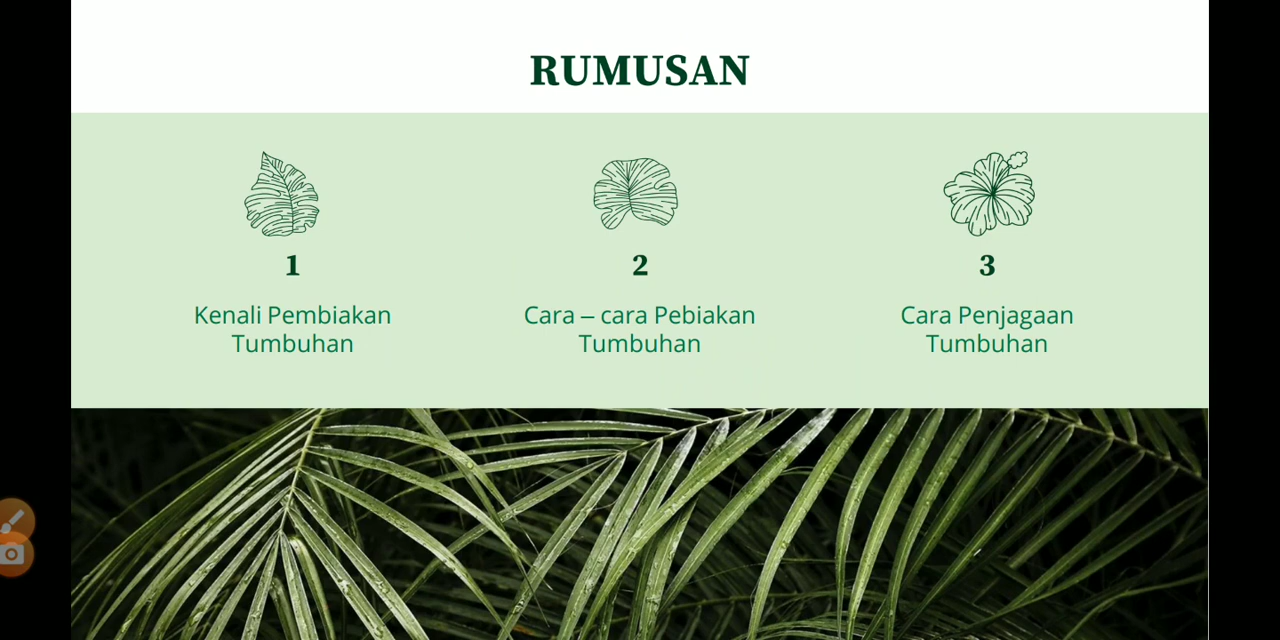 RUMUSAN
1
Kenali Pembiakan
Tumbuhan
2
Cara – cara Pebiakan
Tumbuhan
3
Cara Penjagaan
Tumbuhan